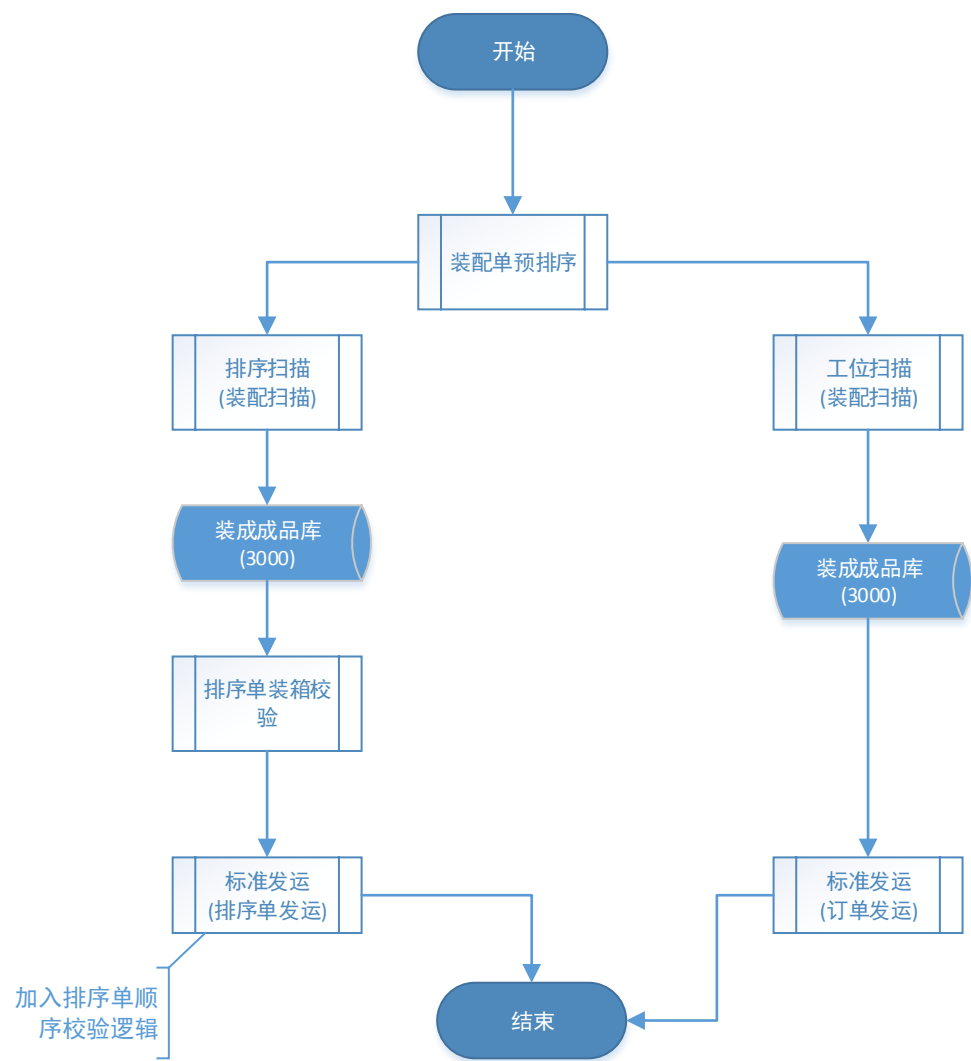 开始
装配单预排序
排序扫描
(装配扫描)
工位扫描
(装配扫描)
装成成品库
(3000)
装成成品库
(3000)
排序单装箱校
验
标准发运
(排序单发运)
标准发运
(订单发运)
加入排序单顺
序校验逻辑
结束